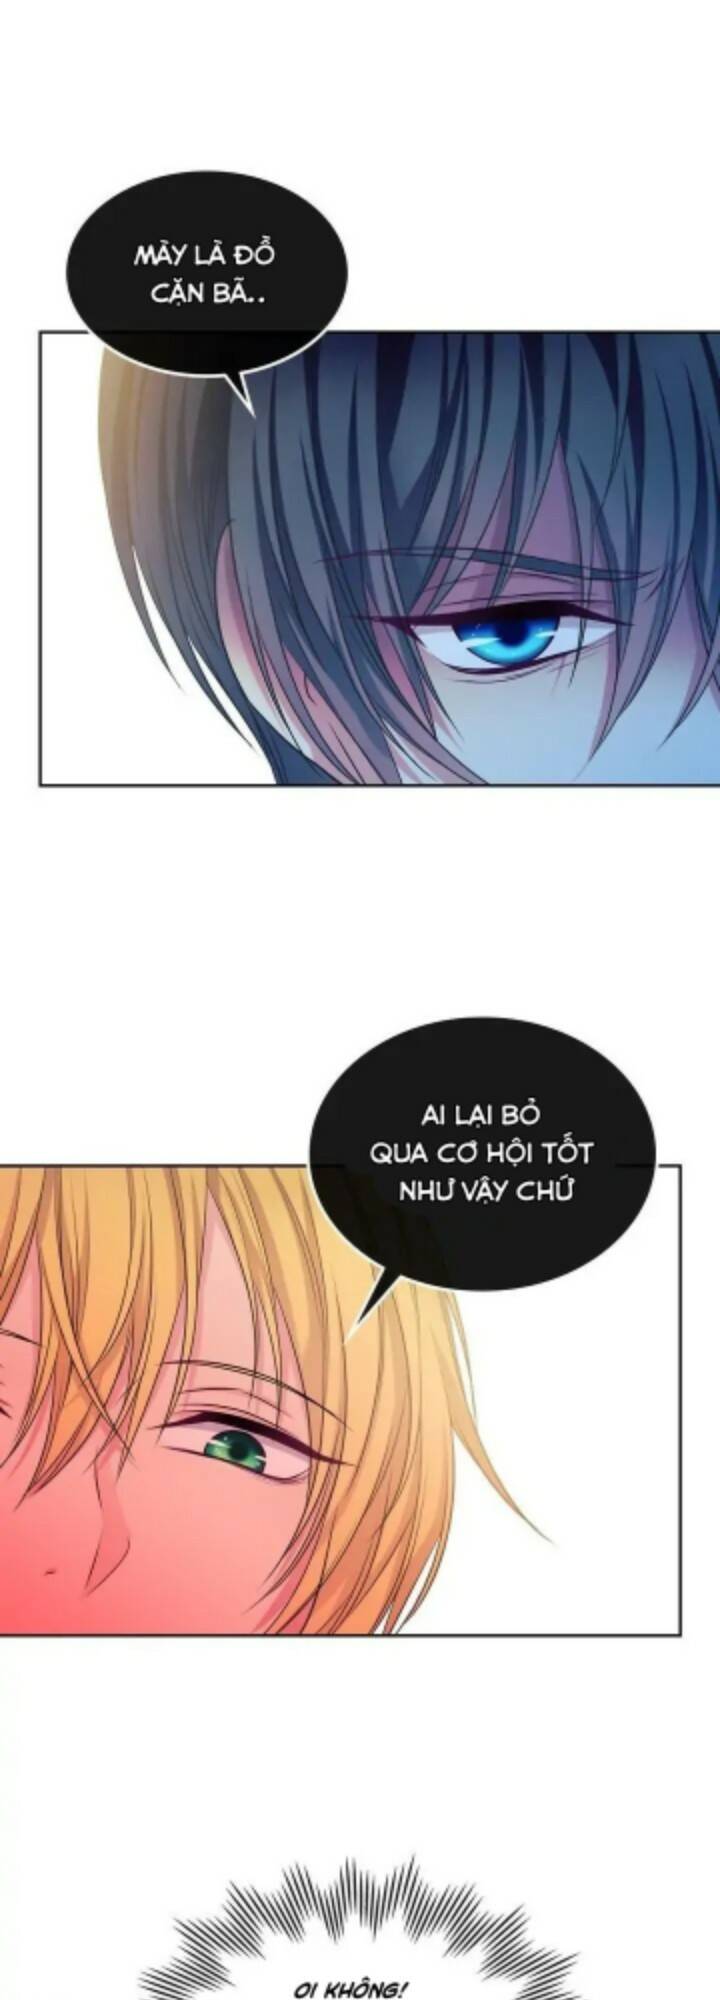 MÀY LÀ ĐỒ
CẶN BÃ..
AI LẠI BỎ
QUA CƠ HỘI TỐT
NHƯ VẬY CHỨ
ÔI KHÔNG!